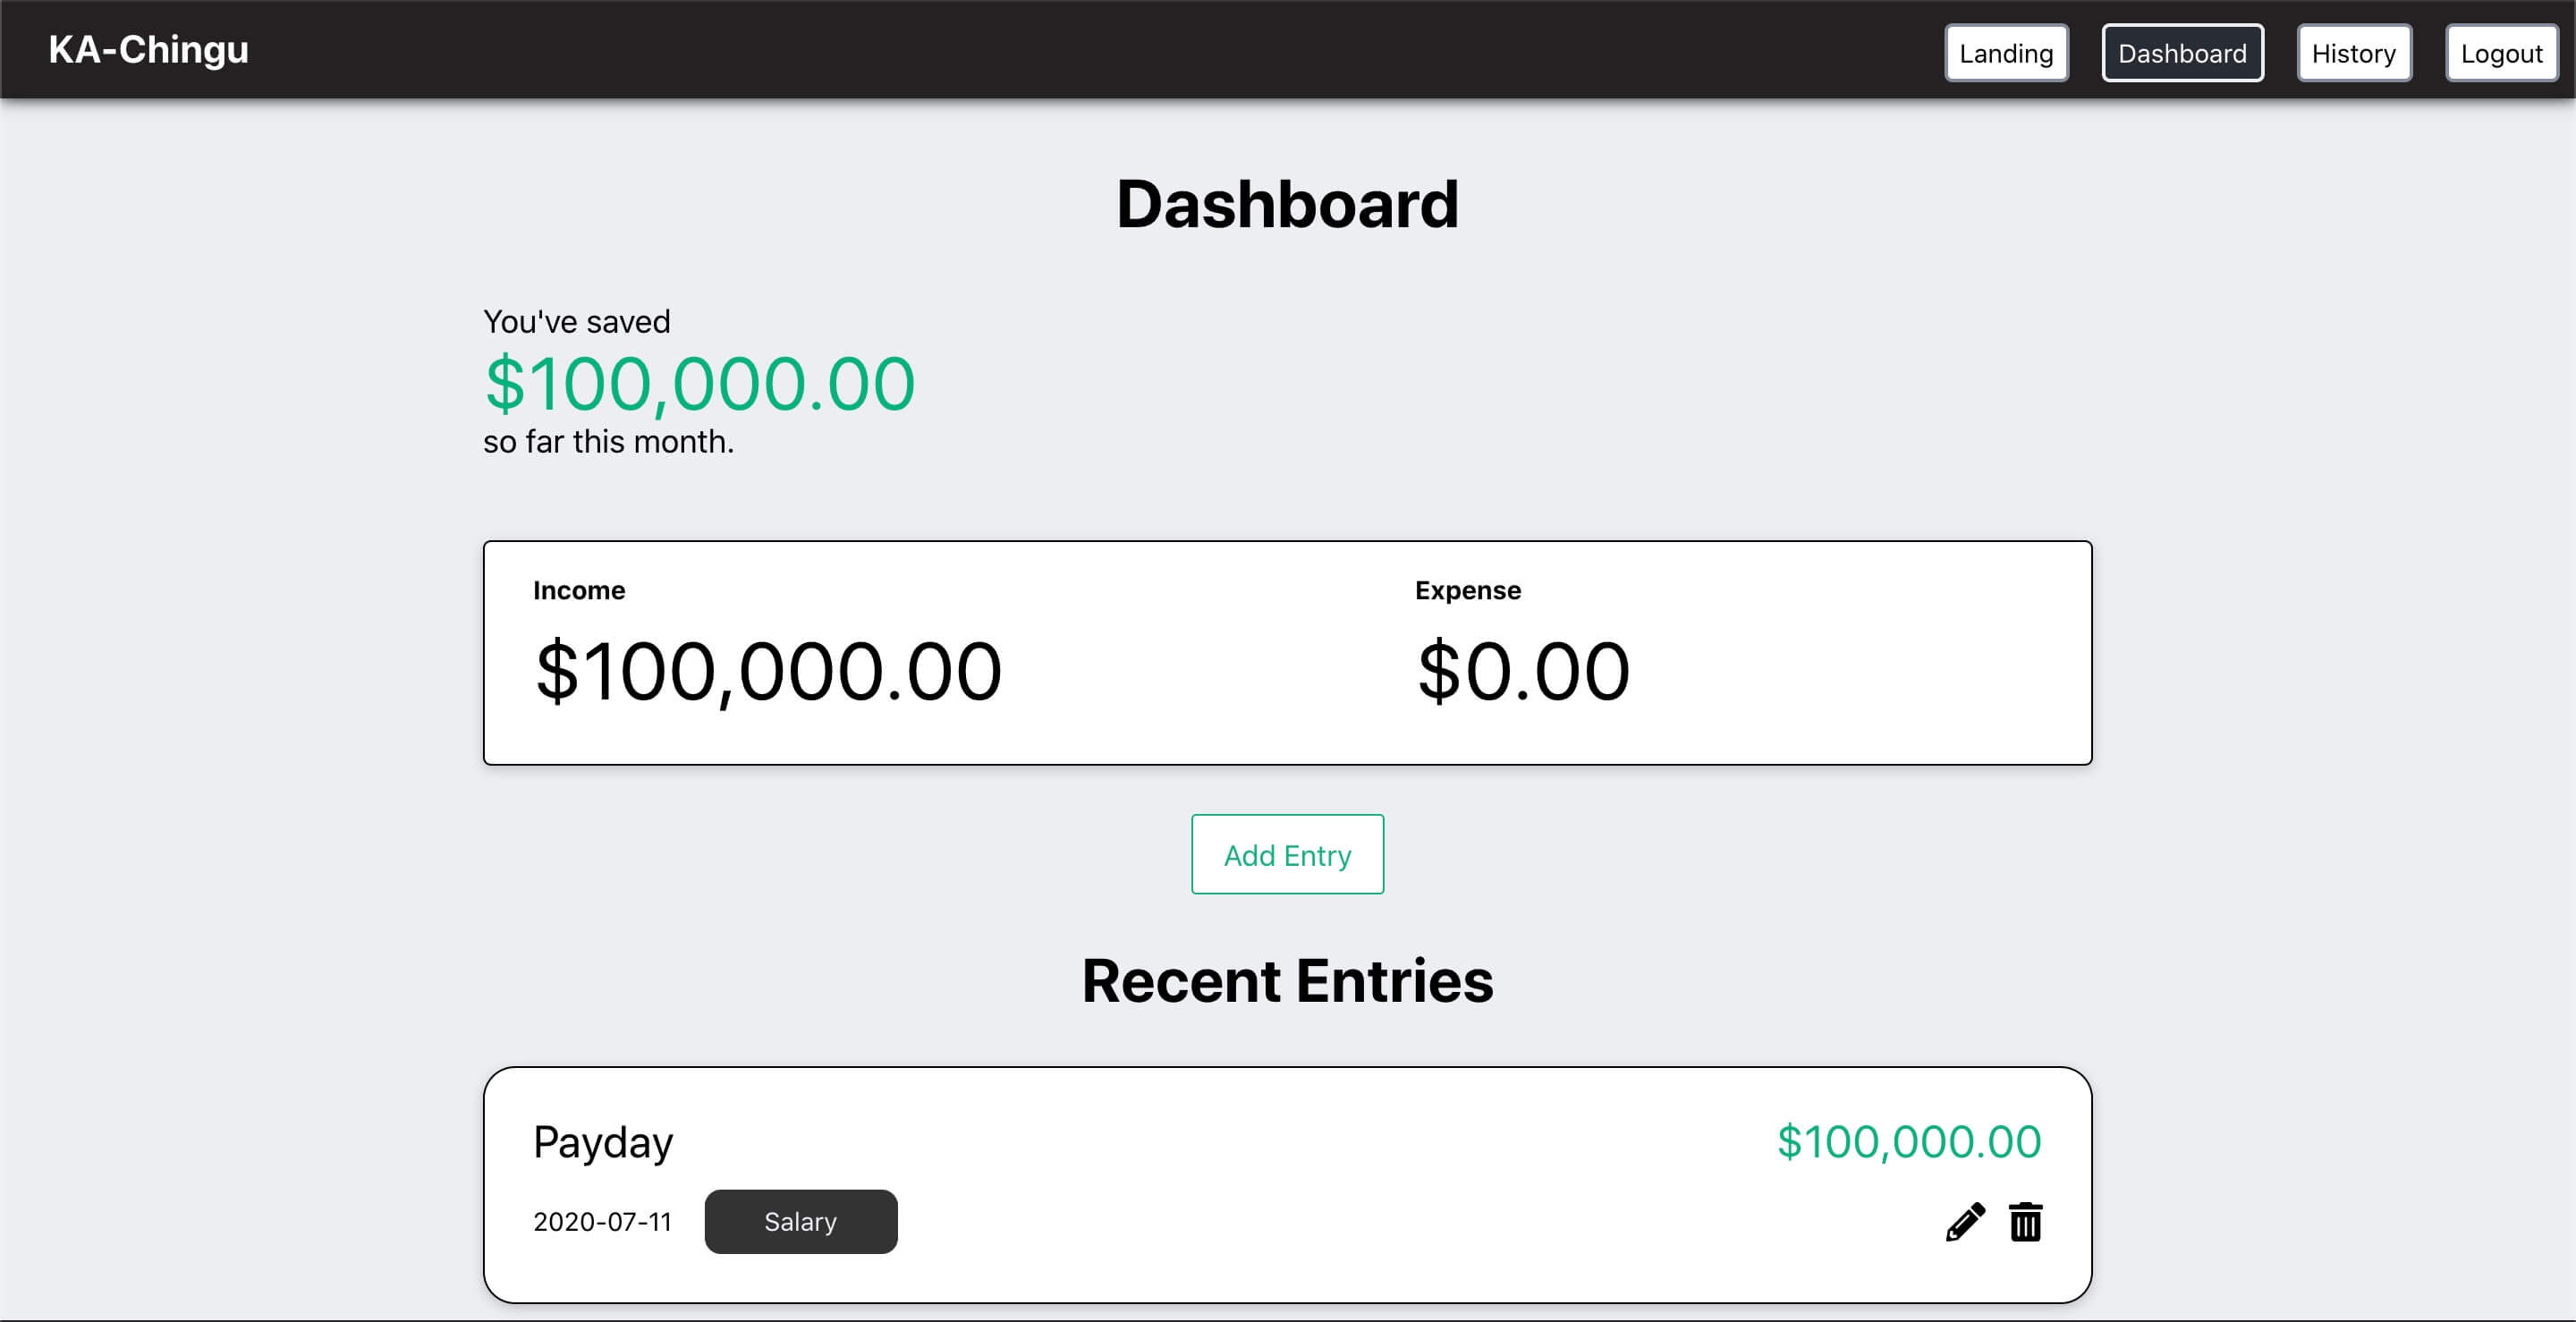 KA-Chingu
Landing
Dashboard
History
Logout
Dashboard
You've saved
$100,000.00
so far this month.
Income
Expense
$100,000.00
$0.00
Add Entry
Recent Entries
Payday
$100,000.00
2020-07-11
Salary